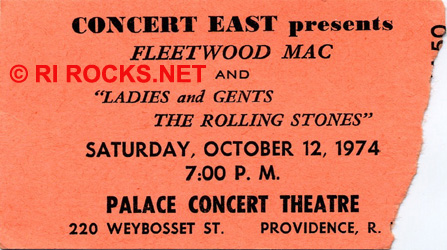 CONCERT EAST presents
FLEETWOOD MAC
© RI ROCKS.NET
AND
"LADIES and GENTS
THE ROLLING STONES"
SATURDAY, OCTOBER 12, 1974
7:00 P. M.
PALACE CONCERT THEATRE
220 WEYBOSSET ST. PROVIDENCE, R.
50